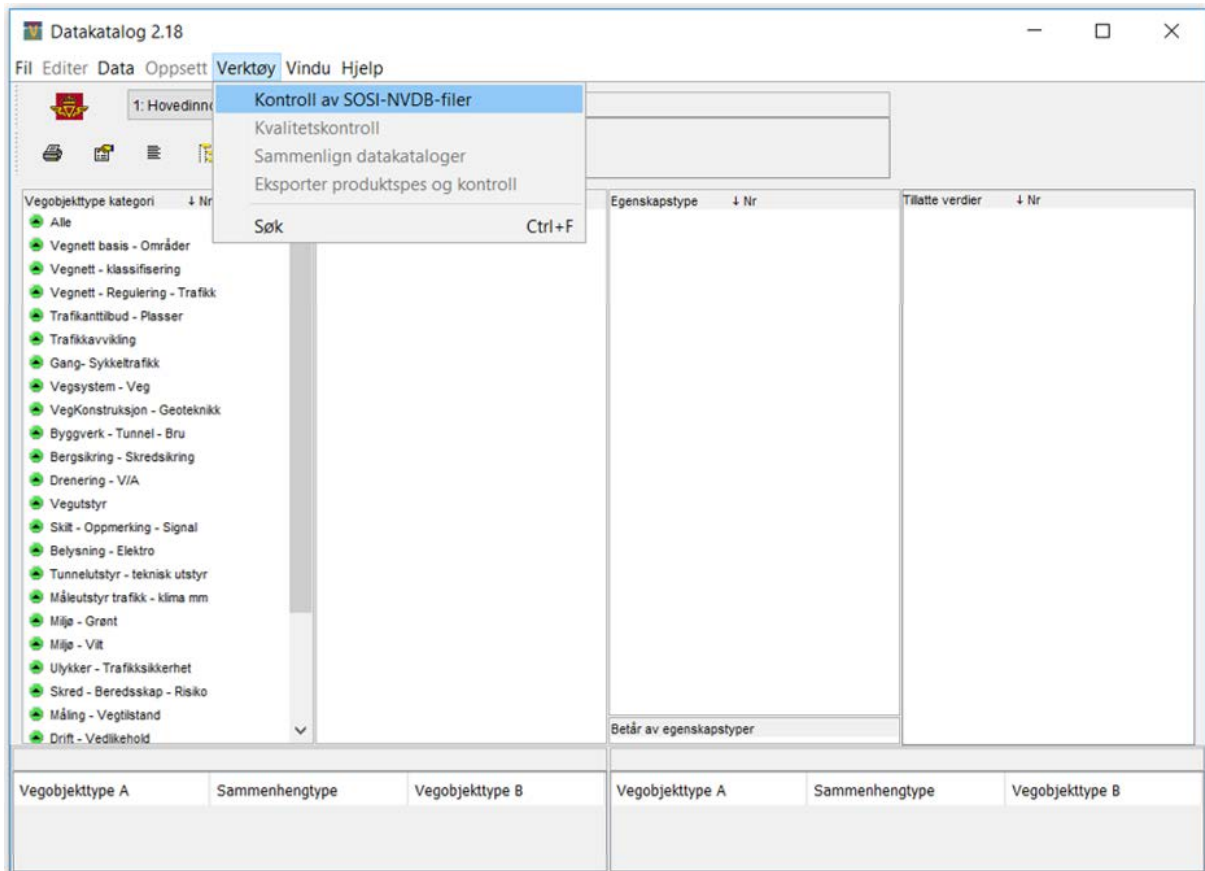 Datakatalog 2.18
Fil Editer Data Oppsett Verktøy Vindu Hjelp
1: Hovedinn
Kontroll av SOSI-NVDB-filer
Kvalitetskontroll
Sammenlign datakataloger
Eksporter produktspes og kontroll
Søk Ctrl+F
Vegobjekttype kategori ↓ Nr
Alle
Vegnett basis - Områder
Vegnett - klassifisering
Vegnett - Regulering - Trafikk
Trafikanttilbud - Plasser
Trafikkavvikling
Gang- Sykkeltrafikk
Vegsystem - Veg
VegKonstruksjon - Geoteknikk
Byggverk - Tunnel - Bru
Bergsikring - Skredsikring
Drenering - V/A
Vegutstyr
Skilt - Oppmerking - Signal
Belysning - Elektro
Tunnelutstyr - teknisk utstyr
Måleutstyr trafikk - klima mm
Miljø - Grønt
Miljø - Vilt
Ulykker - Trafikksikkerhet
Skred - Beredsskap - Risiko
Måling - Vegtilstand
Drift - Vedlikehold
Egenskapstype ↓ Nr
Betår av egenskapstyper
Tillatte verdier ↓ Nr
Vegobjekttype A Sammenhengtype Vegobjekttype B
Vegobjekttype A Sammenhengtype Vegobjekttype B